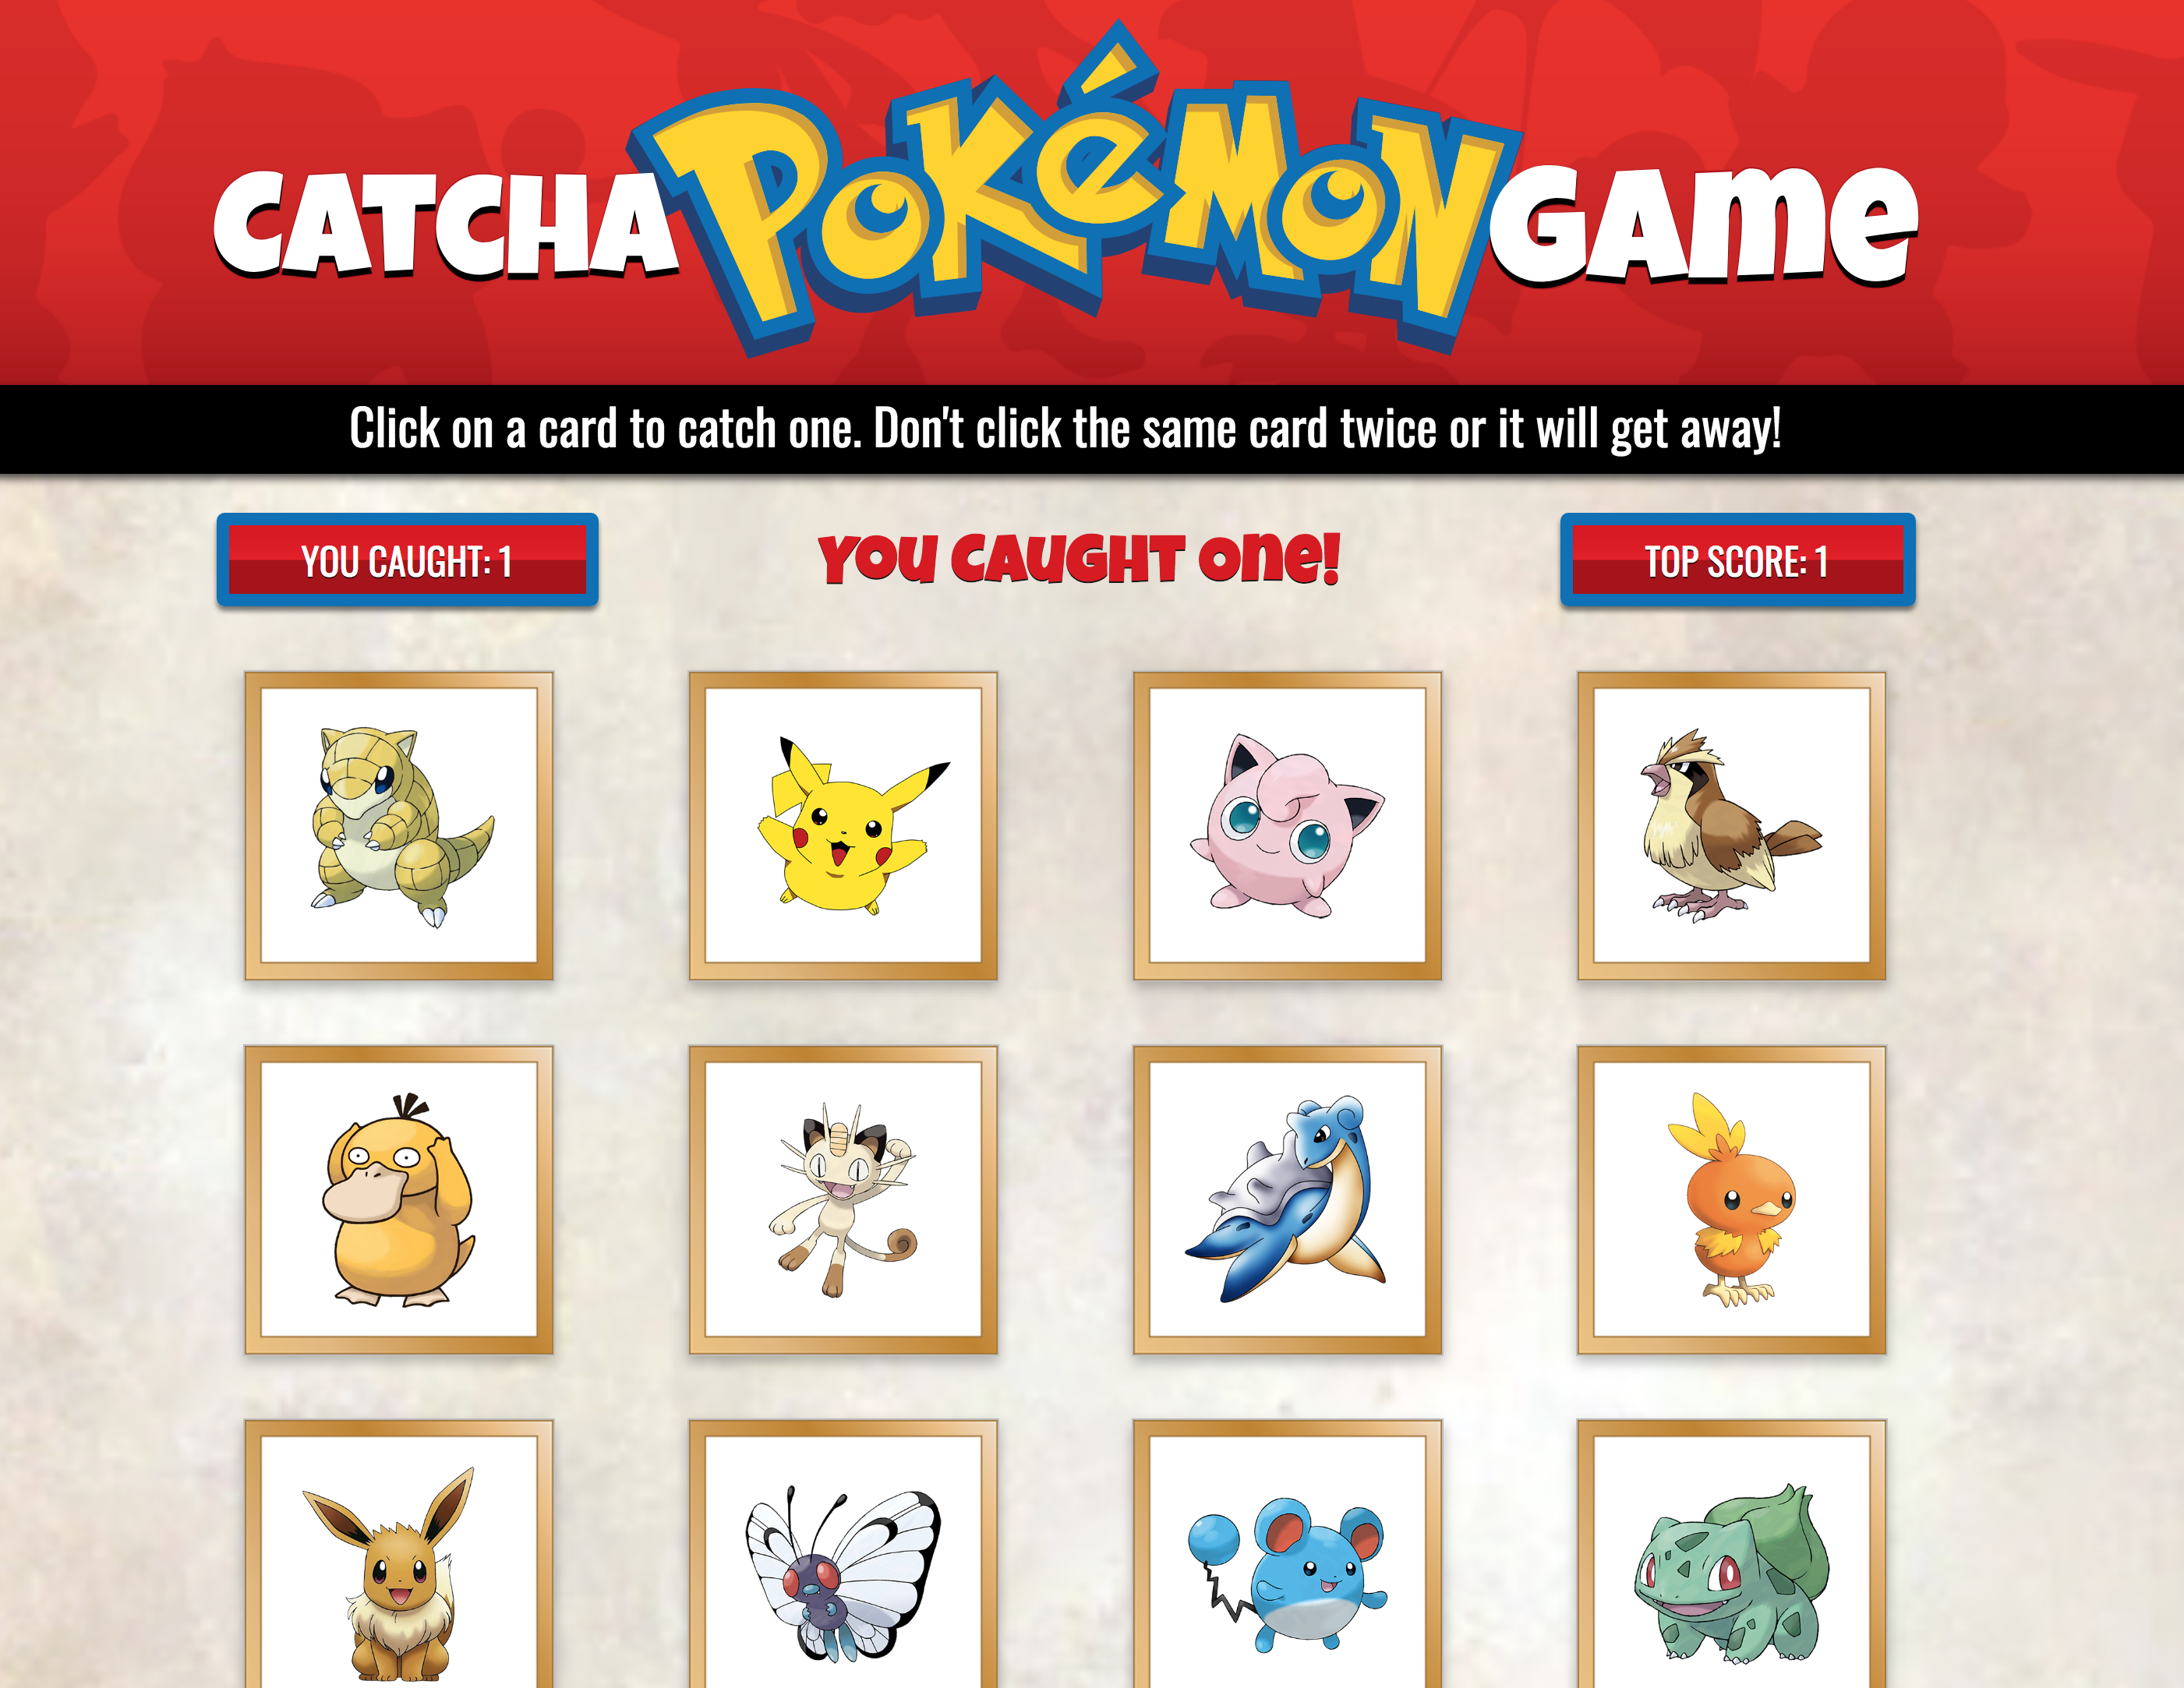 CATCHA Pokémon GAme
Click on a card to catch one. Don't click the same card twice or it will get away!
YOU CAUGHT: 1
YOU CAUGHT One!
TOP SCORE: 1